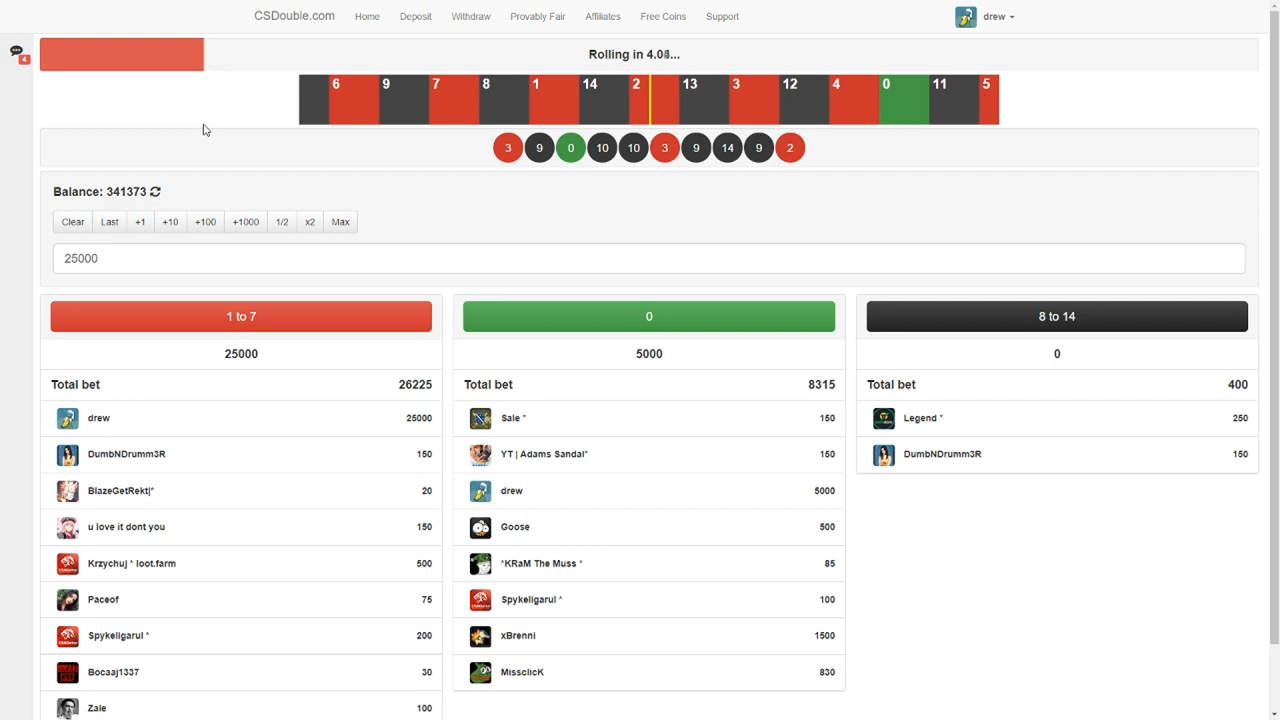 CSDouble.com Home Deposit Withdraw Provably Fair Affiliates Free Coins Support drew
4
Rolling in 4.0...
6 9 7 8 1 14 2 13 3 12 4 0 11 5
3 9 0 10 10 3 9 14 9 2
Balance: 341373
Clear Last +1 +10 +100 +1000 1/2 x2 Max
25000
1 to 7
25000
Total bet 26225
drew 25000
DumbNDrumm3R 150
BlazeGetRekt|* 20
u love it dont you 150
Krzychuj * loot.farm 500
Paceof 75
Spykeligarul * 200
Bocaaj1337 30
Zale 100
0
5000
Total bet 8315
Sale * 150
YT | Adams Sandal* 150
drew 5000
Goose 500
*KRaM The Muss * 85
Spykeligarul * 100
xBrenni 1500
MissclicK 830
8 to 14
0
Total bet 400
Legend * 250
DumbNDrumm3R 150